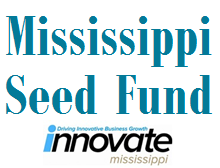 Mississippi
Seed Fund
Driving Innovative Business Growth
innovate
mississippi